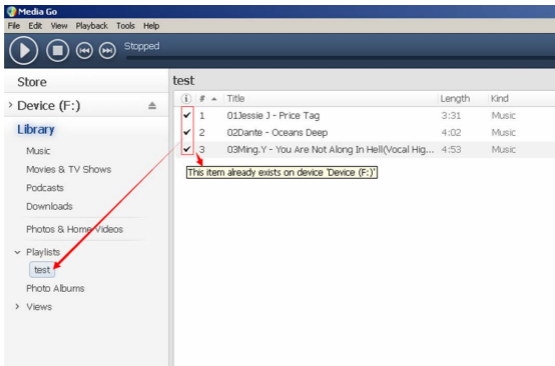 Media Go
File Edit View Playback Tools Help
Stopped
Store
Device (F:)
Library
Music
Movies & TV Shows
Podcasts
Downloads
Photos & Home Videos
Playlists
test
Photo Albums
Views
test
# Title Length Kind
1 01Jessie J - Price Tag 3:31 Music
2 02Dante - Oceans Deep 4:02 Music
3 03Ming.Y - You Are Not Along In Hell(Vocal Hig... 4:53 Music
This item already exists on device 'Device (F:)'